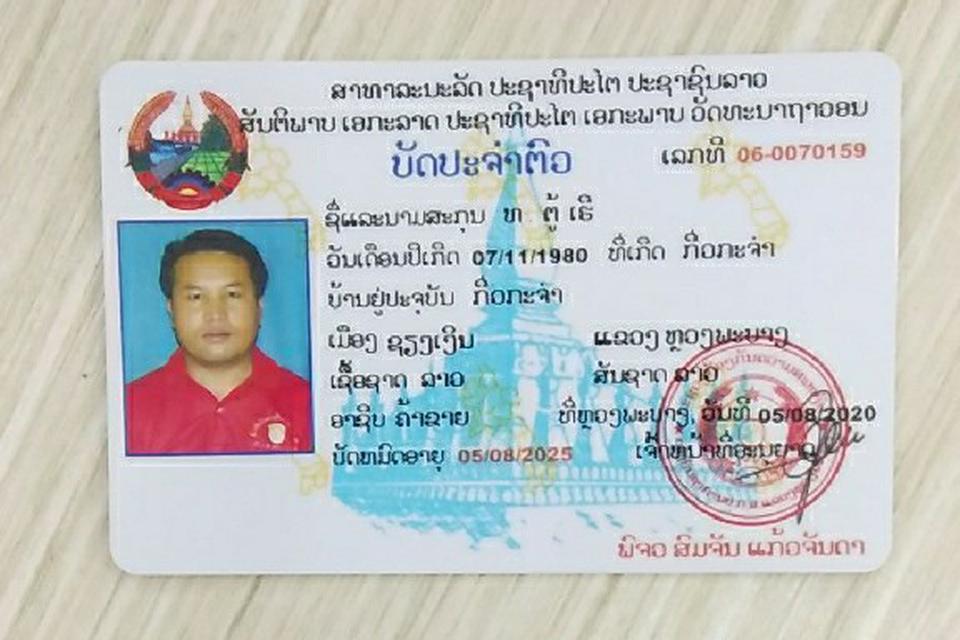 ສາທາລະນະລັດ ປະຊາທິປະໄຕ ປະຊາຊົນລາວ
ສັນຕິພາບ ເອກະລາດ ປະຊາທິປະໄຕ ເອກະພາບ ວັດທະນາຖາວອນ
ບັດປະຈຳຕົວ
ເລກທີ 06-0070159
ຊື່ແລະນາມສະກຸນ ທ ຕູ້ ເຮີ
ວັນເດືອນປີເກີດ 07/11/1980 ທີ່ເກີດ ກິ່ວກະຈຳ
ບ້ານຢູ່ປະຈຸບັນ ກິ່ວກະຈຳ
ເມືອງ ຊຽງເງິນ ແຂວງ ຫຼວງພະບາງ
ເຊື້ອຊາດ ລາວ ສັນຊາດ ລາວ
ອາຊີບ ຄ້າຂາຍ ທີ່ຫຼວງພະບາງ, ວັນທີ 05/08/2020
ບັດຫມົດອາຍຸ 05/08/2025 ເຈົ້າຫນ້າທີ່ອະນຸຍາດ
ພົຈວ ສົມຈັນ ແກ້ວຈັນດາ